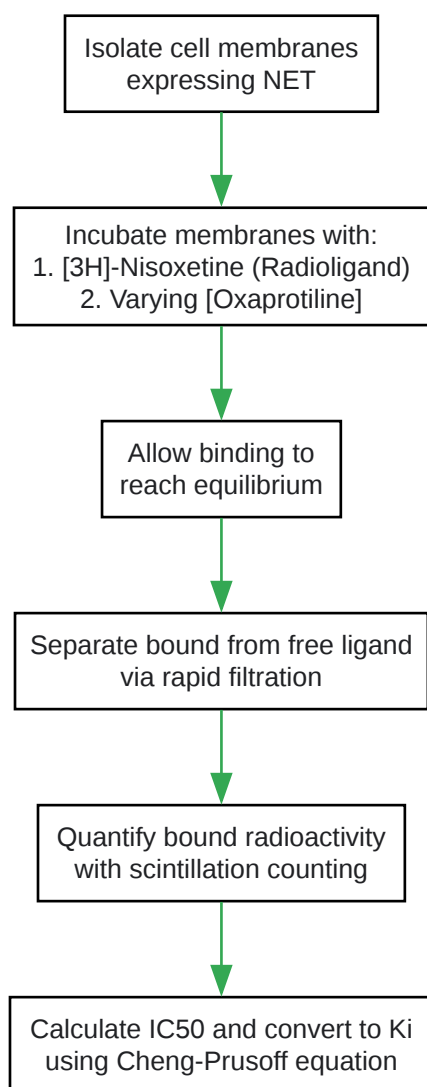 Isolate cell membranes
expressing NET
Incubate membranes with:
1. [3H]-Nisoxetine (Radioligand)
2. Varying [Oxaprotiline]
Allow binding to
reach equilibrium
Separate bound from free ligand
via rapid filtration
Quantify bound radioactivity
with scintillation counting
Calculate IC50 and convert to Ki
using Cheng-Prusoff equation